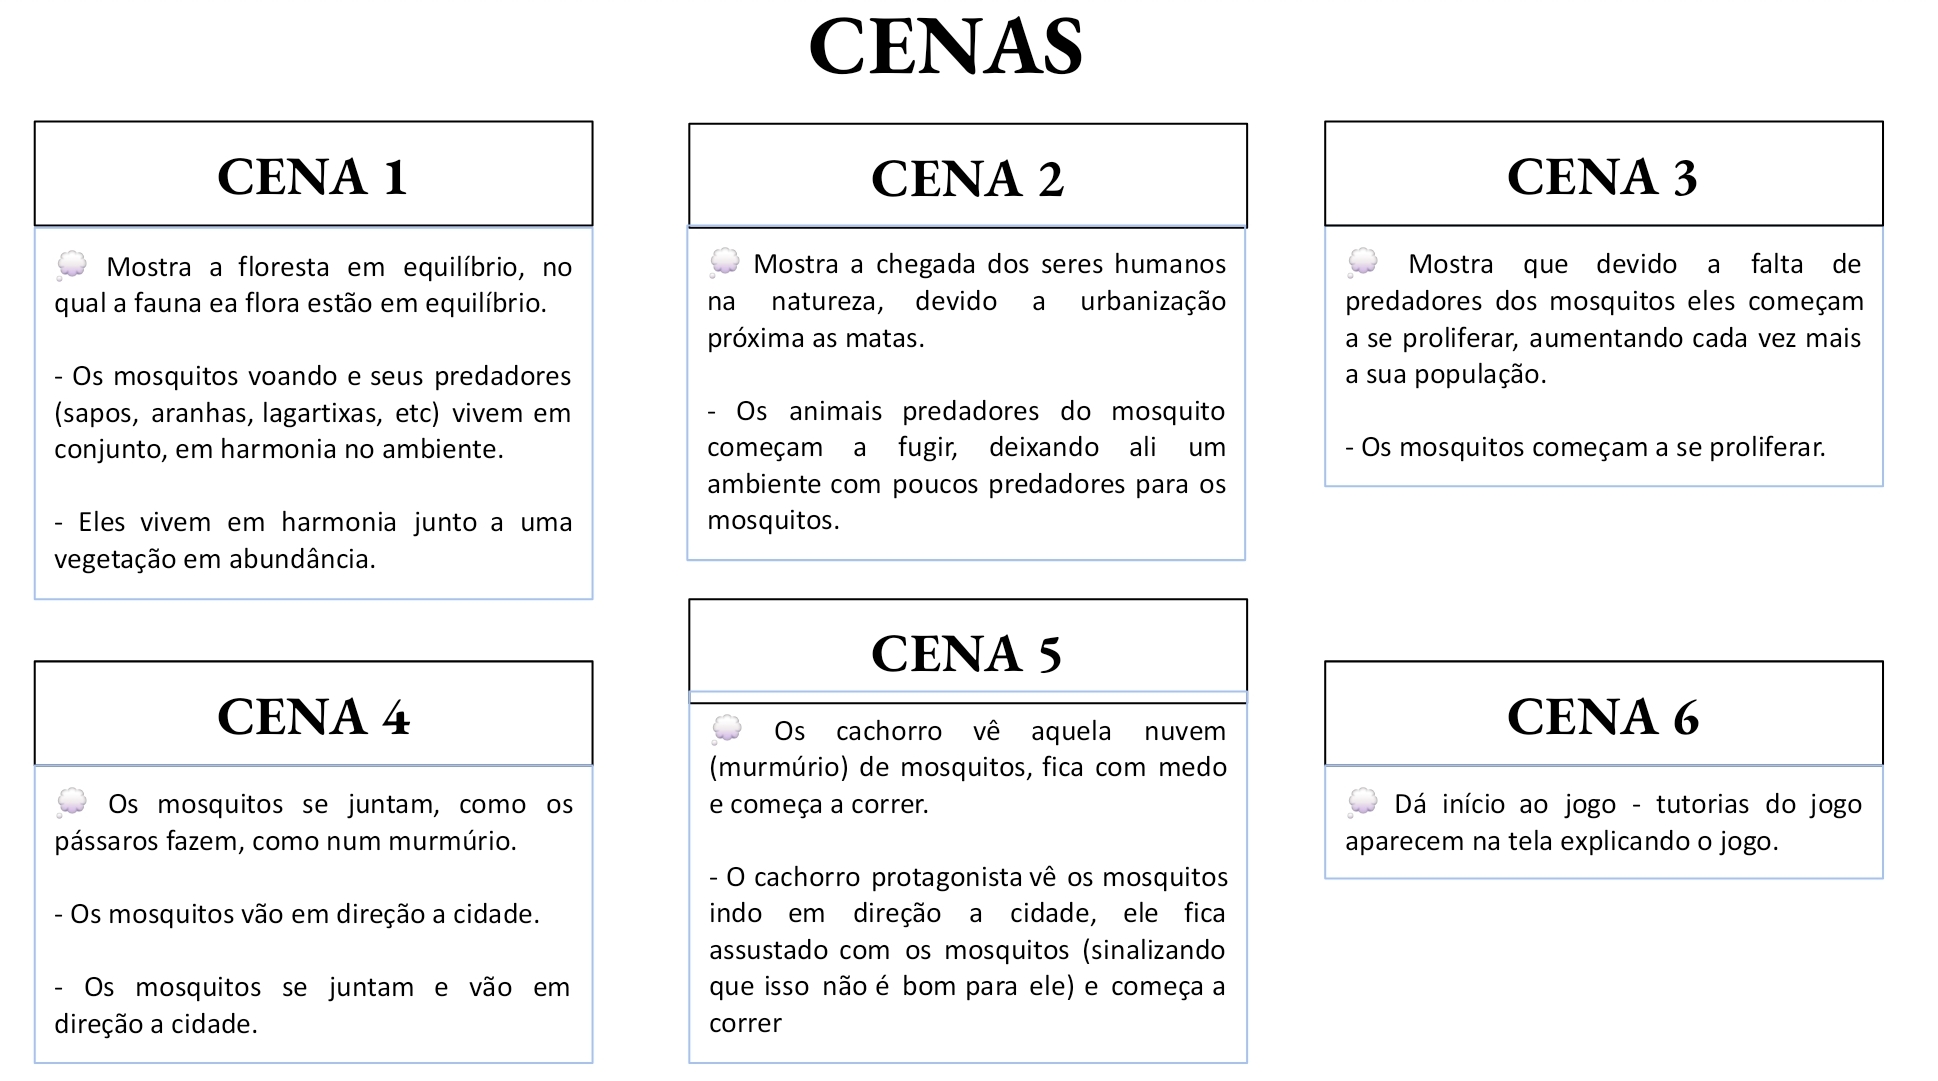 CENAS
CENA 1
💭 Mostra a floresta em equilíbrio, no
qual a fauna ea flora estão em equilíbrio.
- Os mosquitos voando e seus predadores
(sapos, aranhas, lagartixas, etc) vivem em
conjunto, em harmonia no ambiente.
- Eles vivem em harmonia junto a uma
vegetação em abundância.
CENA 2
💭 Mostra a chegada dos seres humanos
na natureza, devido a urbanização
próxima as matas.
- Os animais predadores do mosquito
começam a fugir, deixando ali um
ambiente com poucos predadores para os
mosquitos.
CENA 3
💭 Mostra que devido a falta de
predadores dos mosquitos eles começam
a se proliferar, aumentando cada vez mais
a sua população.
- Os mosquitos começam a se proliferar.
CENA 4
💭 Os mosquitos se juntam, como os
pássaros fazem, como num murmúrio.
- Os mosquitos vão em direção a cidade.
- Os mosquitos se juntam e vão em
direção a cidade.
CENA 5
💭 Os cachorro vê aquela nuvem
(murmúrio) de mosquitos, fica com medo
e começa a correr.
- O cachorro protagonista vê os mosquitos
indo em direção a cidade, ele fica
assustado com os mosquitos (sinalizando
que isso não é bom para ele) e começa a
correr
CENA 6
💭 Dá início ao jogo - tutorias do jogo
aparecem na tela explicando o jogo.